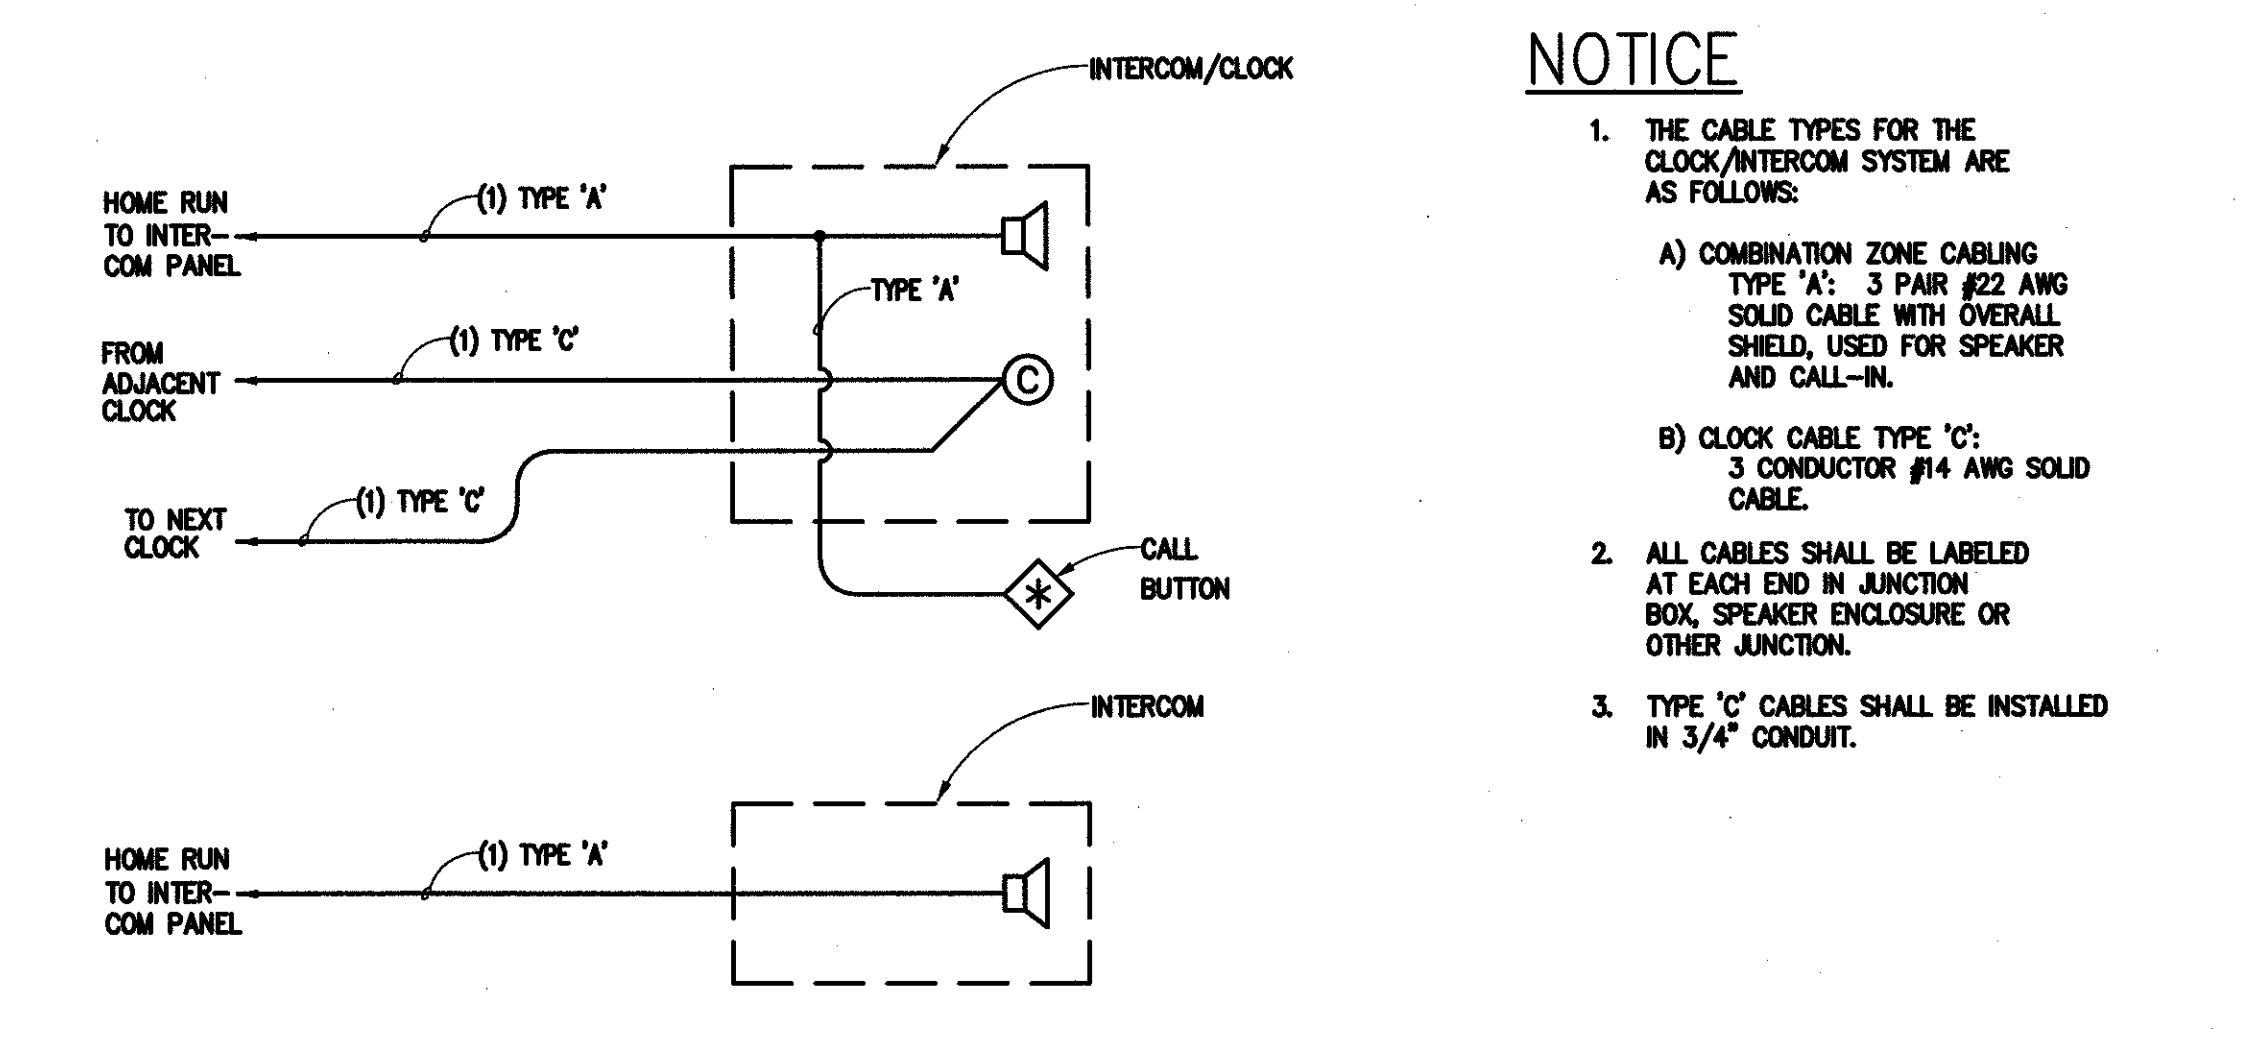 INTERCOM/CLOCK
(1) TYPE 'A'
HOME RUN
TO INTER-
COM PANEL
TYPE 'A'
(1) TYPE 'C'
FROM
ADJACENT
CLOCK
C
(1) TYPE 'C'
TO NEXT
CLOCK
*
CALL
BUTTON
INTERCOM
(1) TYPE 'A'
HOME RUN
TO INTER-
COM PANEL
NOTICE
1. THE CABLE TYPES FOR THE
CLOCK/INTERCOM SYSTEM ARE
AS FOLLOWS:
A) COMBINATION ZONE CABLING
TYPE 'A': 3 PAIR #22 AWG
SOLID CABLE WITH OVERALL
SHIELD, USED FOR SPEAKER
AND CALL-IN.
B) CLOCK CABLE TYPE 'C':
3 CONDUCTOR #14 AWG SOLID
CABLE.
2. ALL CABLES SHALL BE LABELED
AT EACH END IN JUNCTION
BOX, SPEAKER ENCLOSURE OR
OTHER JUNCTION.
3. TYPE 'C' CABLES SHALL BE INSTALLED
IN 3/4" CONDUIT.